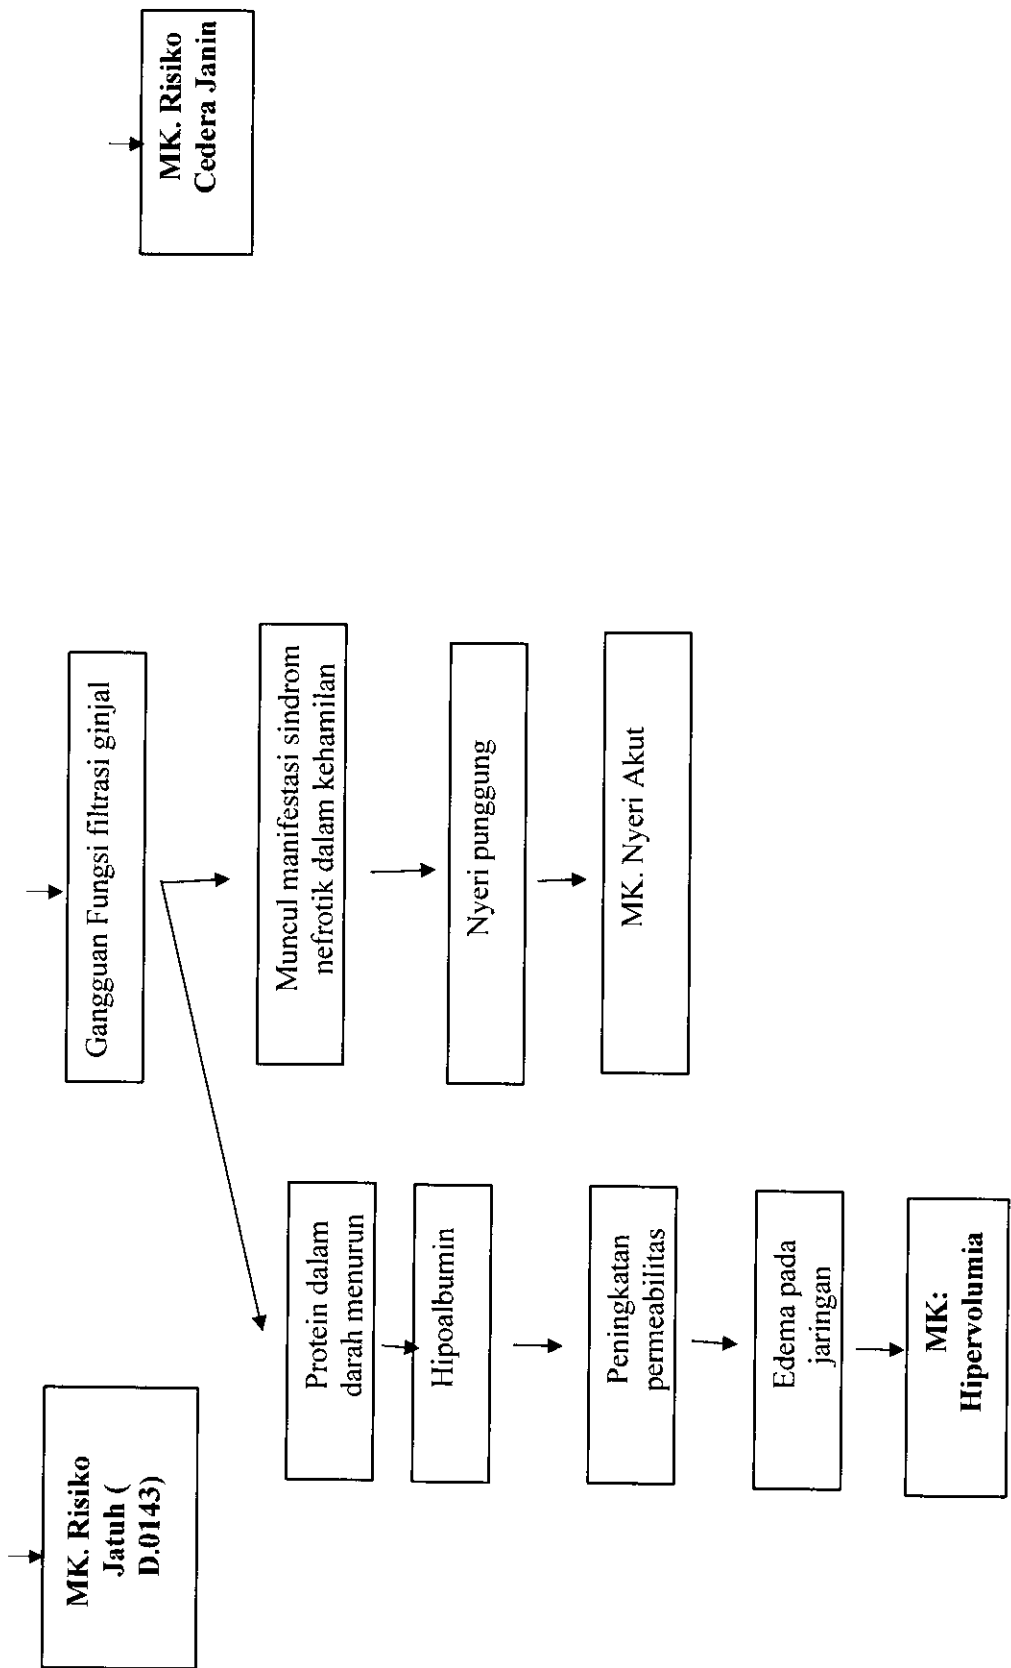 MK. Risiko
Jatuh (
D.0143)
Gangguan Fungsi filtrasi ginjal
MK. Risiko
Cedera Janin
Protein dalam
darah menurun
Hipoalbumin
Peningkatan
permeabilitas
Edema pada
jaringan
MK:
Hipervolumia
Muncul manifestasi sindrom
nefrotik dalam kehamilan
Nyeri punggung
MK. Nyeri Akut